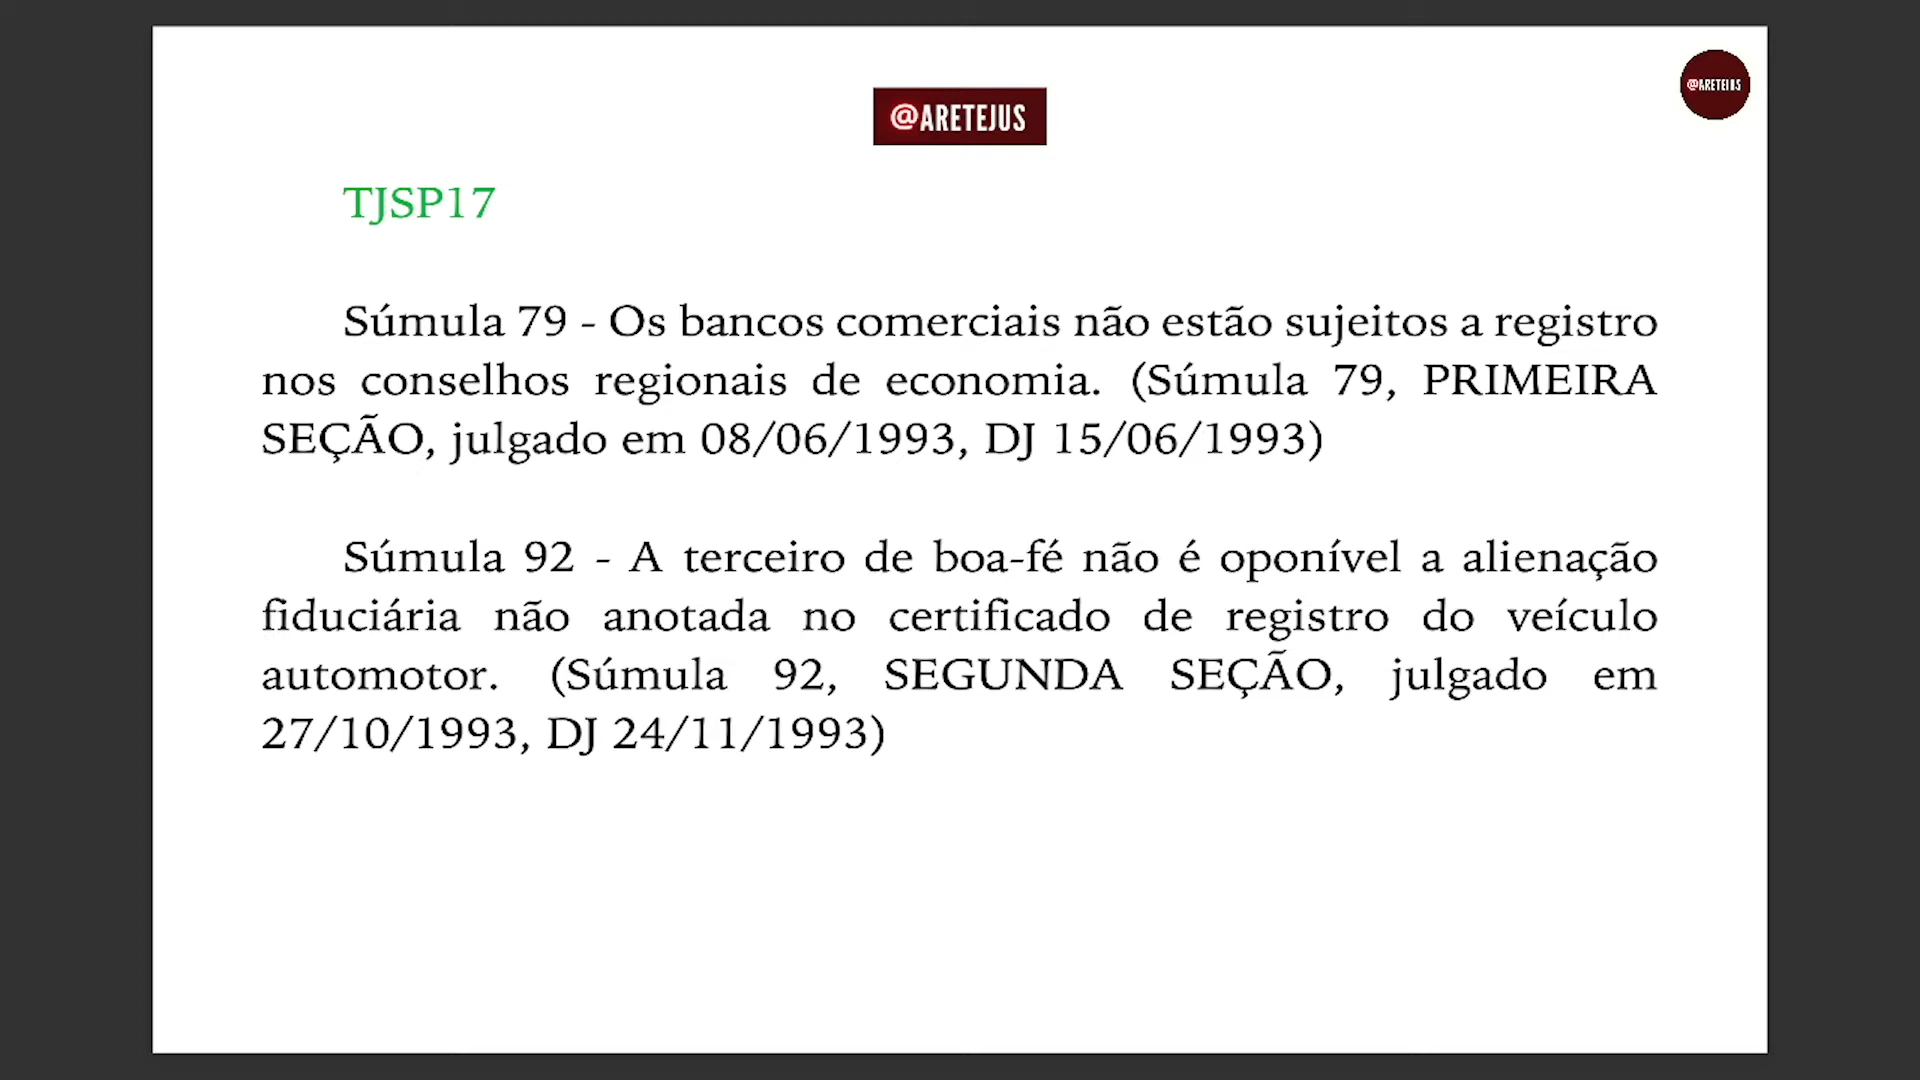 @ARETEJUS
@ARETEJUS
TJSP17
Súmula 79 - Os bancos comerciais não estão sujeitos a registro
nos conselhos regionais de economia. (Súmula 79, PRIMEIRA
SEÇÃO, julgado em 08/06/1993, DJ 15/06/1993)
Súmula 92 - A terceiro de boa-fé não é oponível a alienação
fiduciária não anotada no certificado de registro do veículo
automotor. (Súmula 92, SEGUNDA SEÇÃO, julgado em
27/10/1993, DJ 24/11/1993)